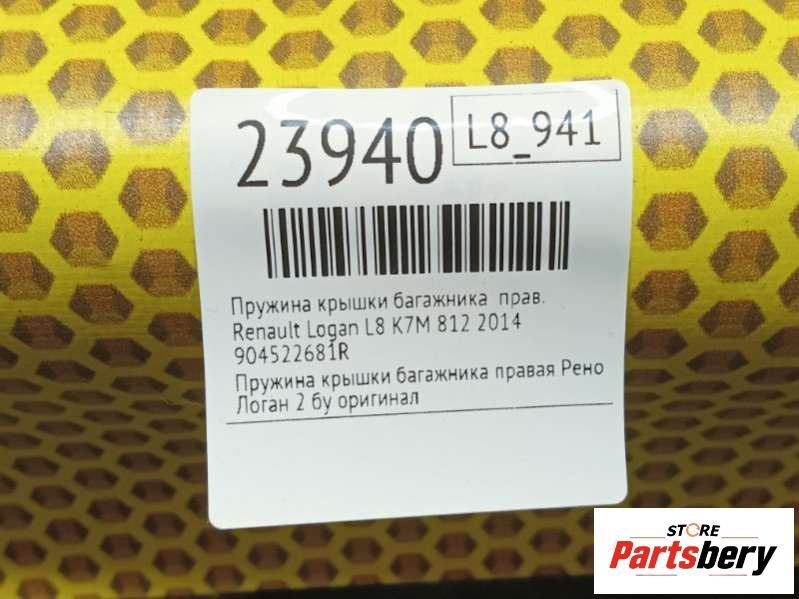 23940
L8_941
Пружина крышки багажника прав.
Renault Logan L8 K7M 812 2014
904522681R
Пружина крышки багажника правая Рено
Логан 2 бу оригинал
STORE
Partsbery